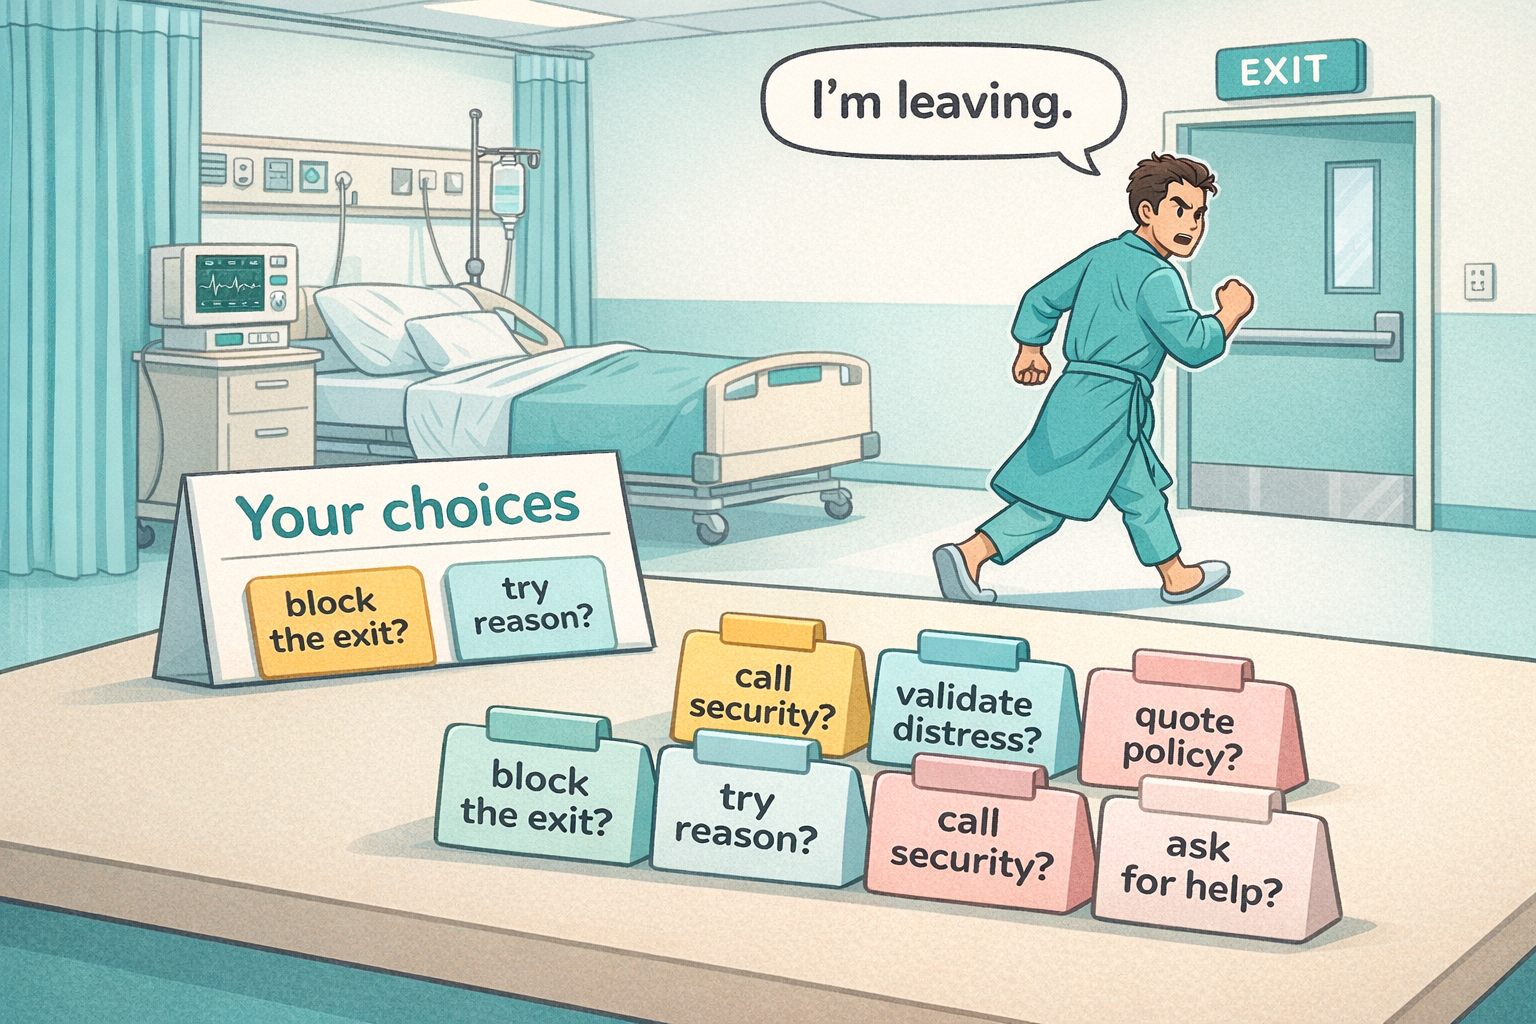 I'm leaving.
EXIT
Your choices
block
the exit?
try
reason?
call
security?
validate
distress?
quote
policy?
block
the exit?
try
reason?
call
security?
ask
for help?